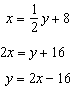 x = 1/2 y + 8
2x = y + 16
y = 2x − 16